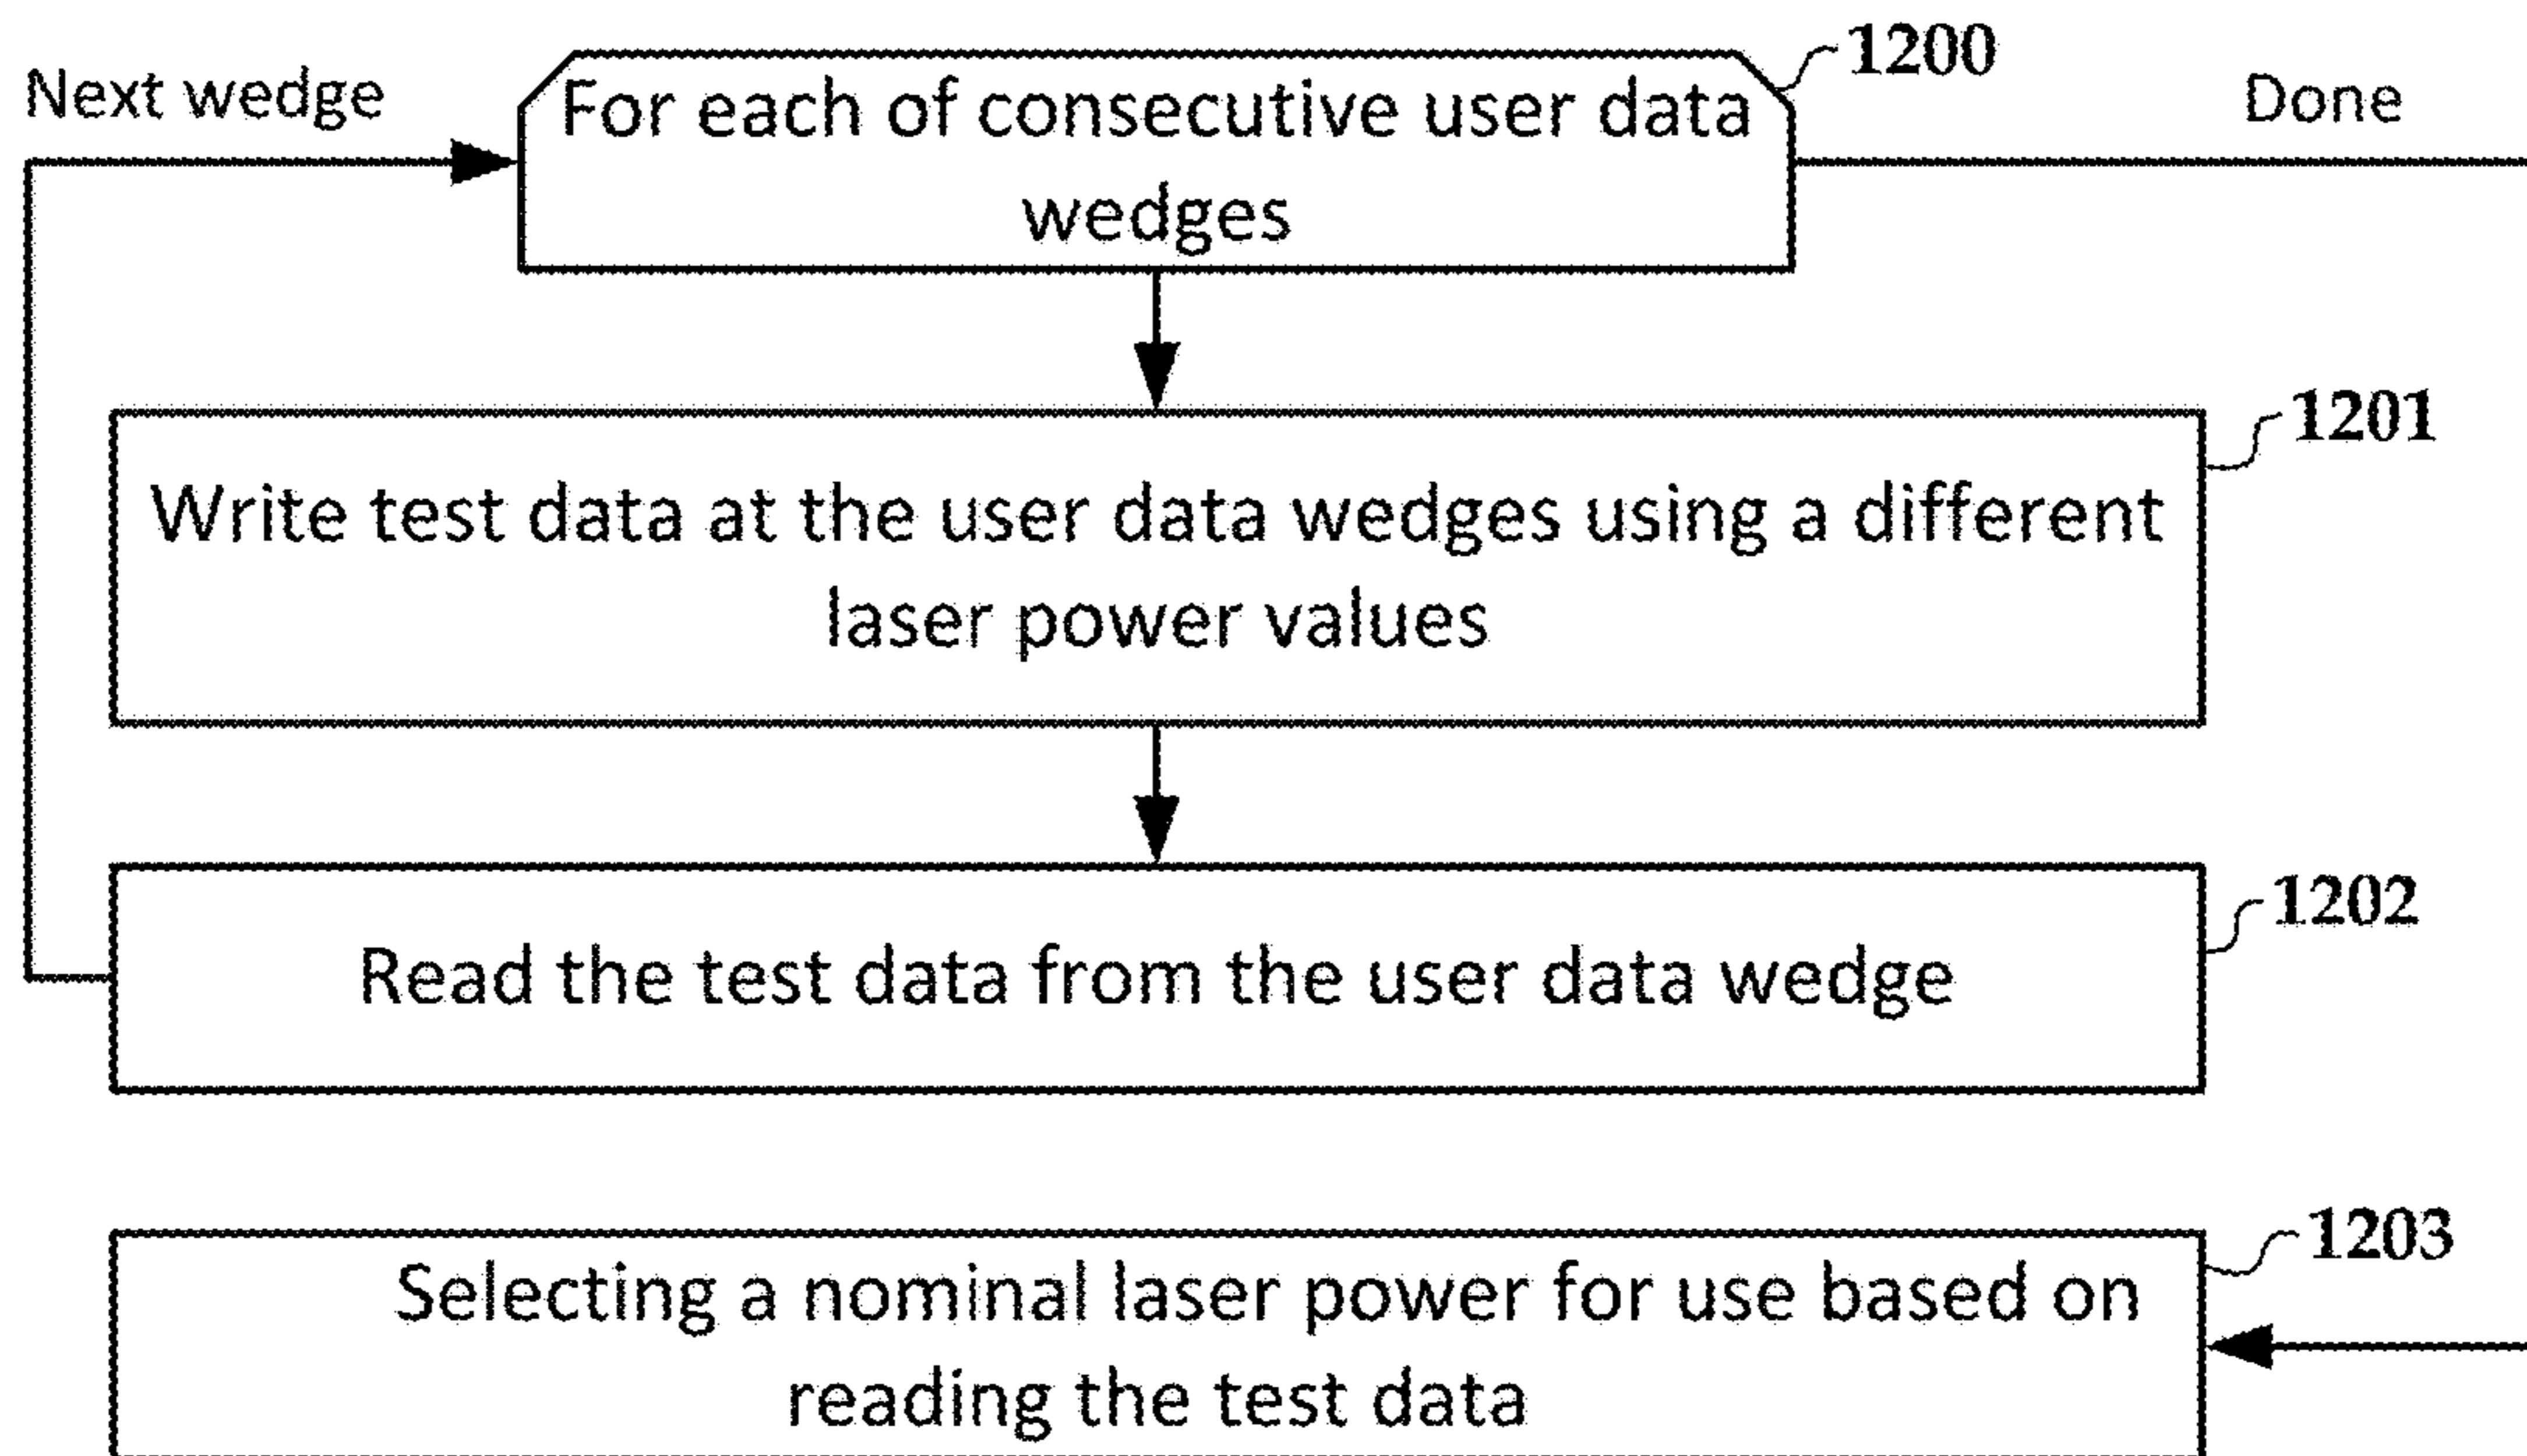 Next wedge
For each of consecutive user data
wedges
1200
Done
Write test data at the user data wedges using a different
laser power values
1201
Read the test data from the user data wedge
1202
Selecting a nominal laser power for use based on
reading the test data
1203